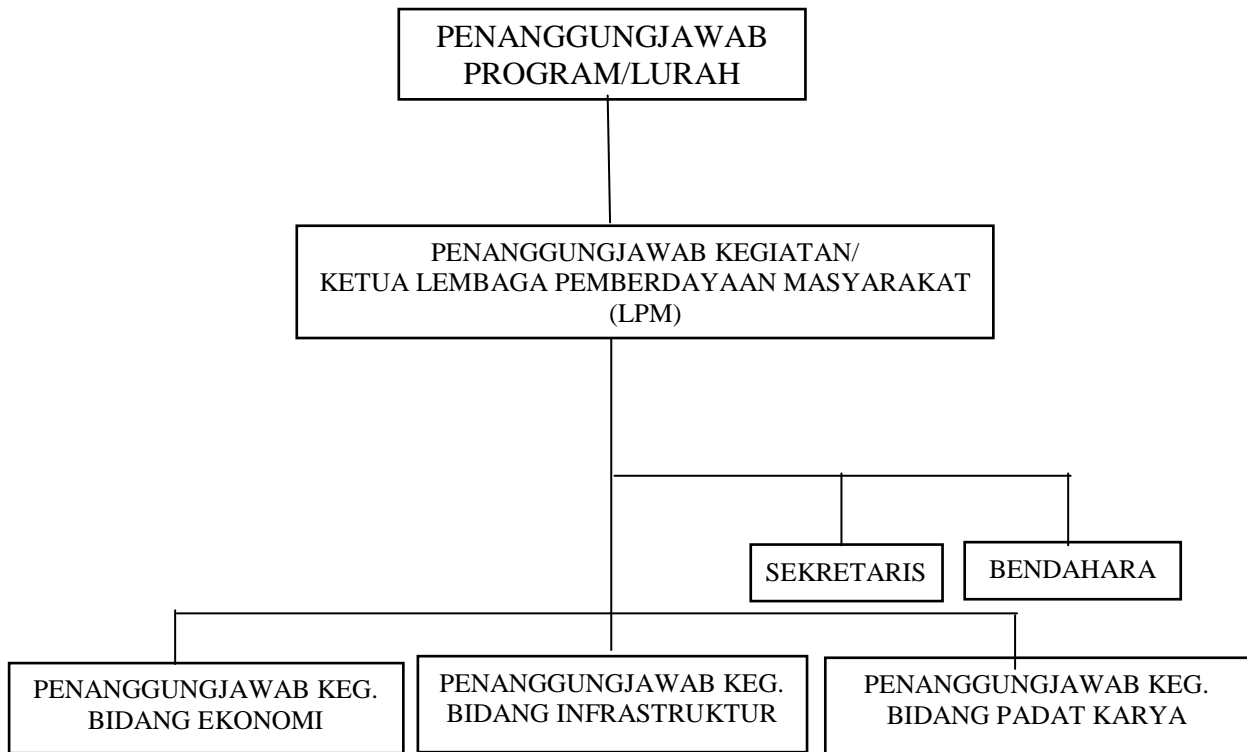 PENANGGUNGJAWAB
PROGRAM/LURAH
PENANGGUNGJAWAB KEGIATAN/
KETUA LEMBAGA PEMBERDAYAAN MASYARAKAT
(LPM)
SEKRETARIS
BENDAHARA
PENANGGUNGJAWAB KEG.
BIDANG EKONOMI
PENANGGUNGJAWAB KEG.
BIDANG INFRASTRUKTUR
PENANGGUNGJAWAB KEG.
BIDANG PADAT KARYA